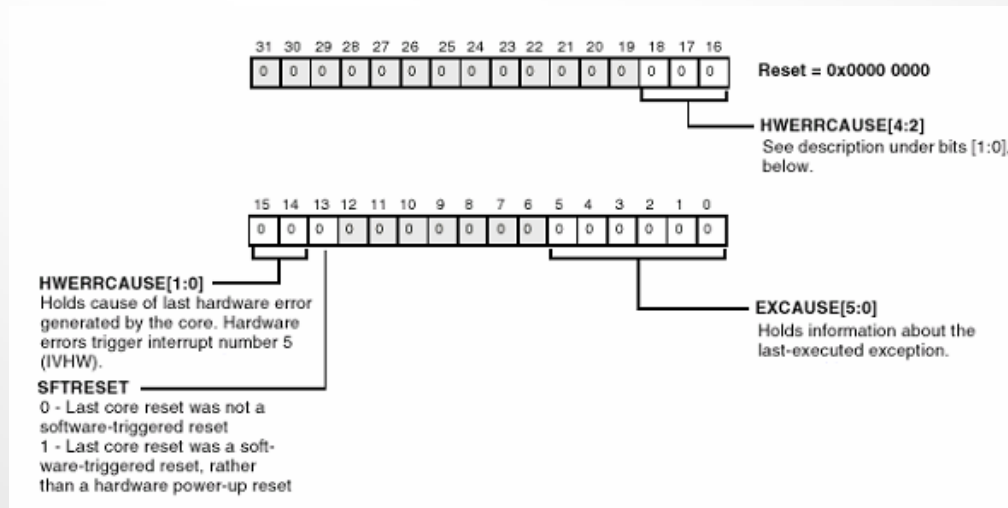 31 30 29 28 27 26 25 24 23 22 21 20 19 18 17 16
0 0 0 0 0 0 0 0 0 0 0 0 0 0 0 0
Reset = 0x0000 0000
HWERRCAUSE[4:2]
See description under bits [1:0],
below.
15 14 13 12 11 10 9 8 7 6 5 4 3 2 1 0
0 0 0 0 0 0 0 0 0 0 0 0 0 0 0 0
HWERRCAUSE[1:0]
Holds cause of last hardware error
generated by the core. Hardware
errors trigger interrupt number 5
(IVHW).
SFTRESET
0 - Last core reset was not a
software-triggered reset
1 - Last core reset was a soft-
ware-triggered reset, rather
than a hardware power-up reset
EXCAUSE[5:0]
Holds information about the
last-executed exception.